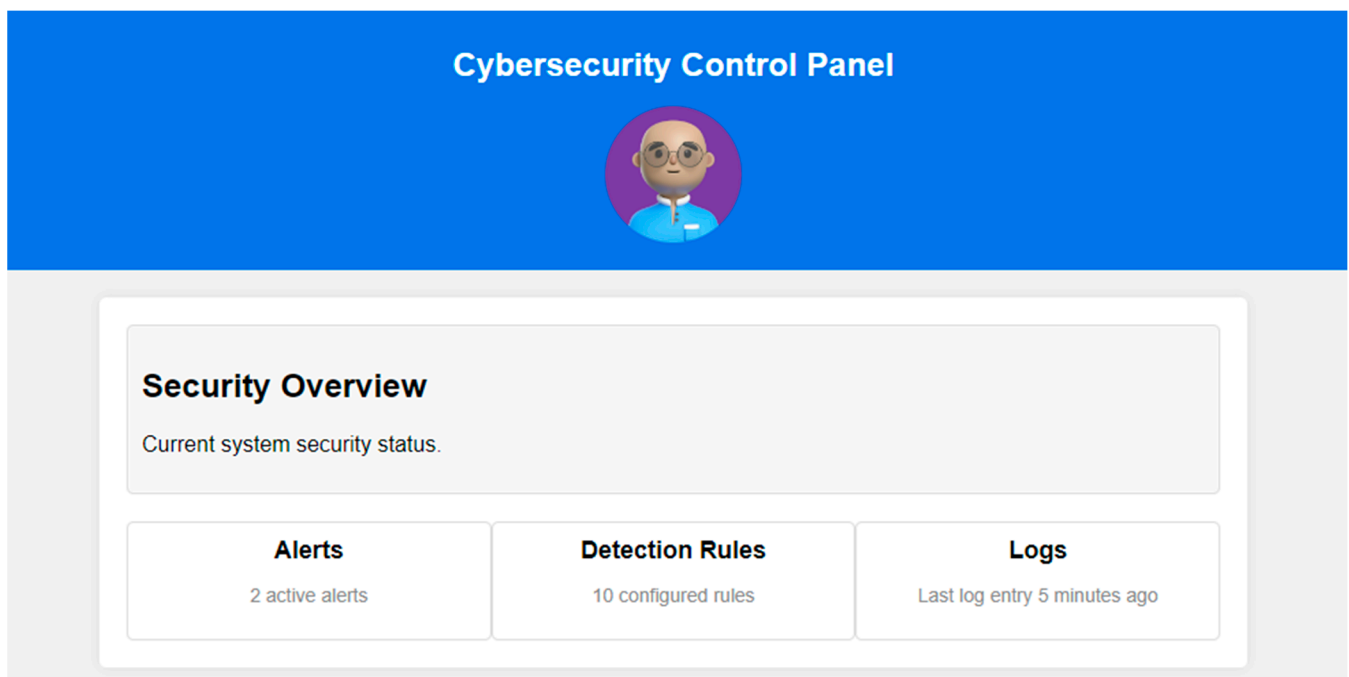 Cybersecurity Control Panel
Security Overview
Current system security status.
Alerts
2 active alerts
Detection Rules
10 configured rules
Logs
Last log entry 5 minutes ago